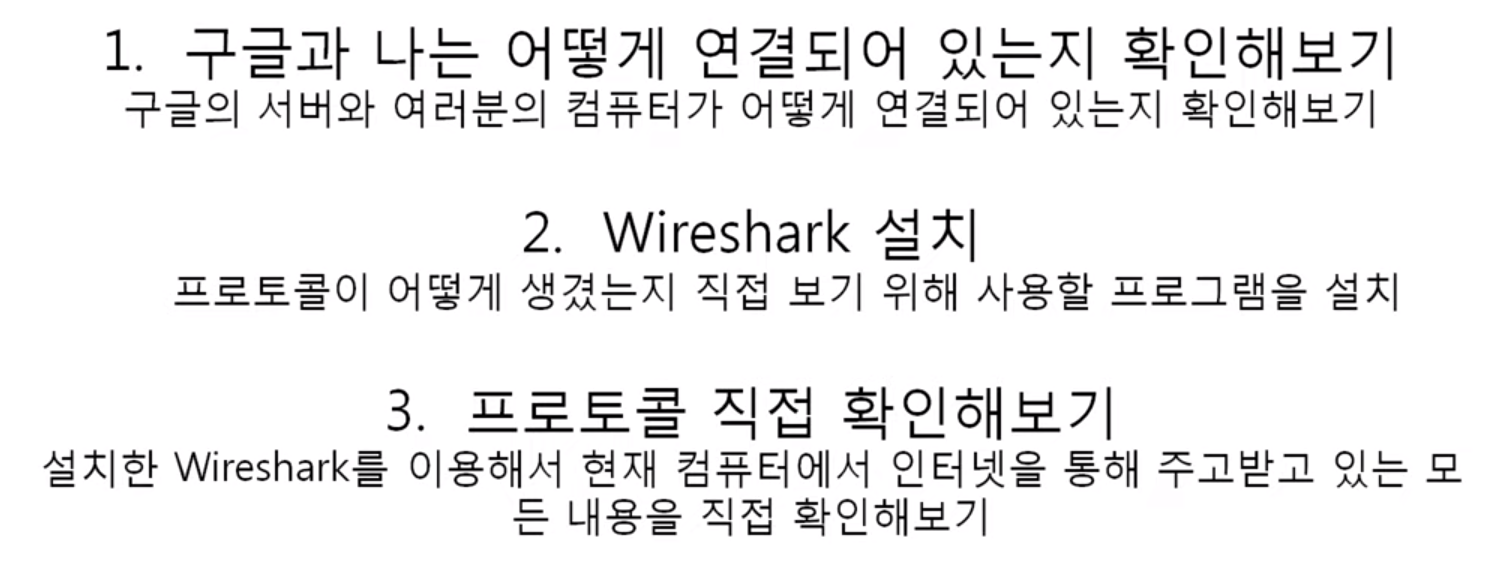 1. 구글과 나는 어떻게 연결되어 있는지 확인해보기
구글의 서버와 여러분의 컴퓨터가 어떻게 연결되어 있는지 확인해보기
2. Wireshark 설치
프로토콜이 어떻게 생겼는지 직접 보기 위해 사용할 프로그램을 설치
3. 프로토콜 직접 확인해보기
설치한 Wireshark를 이용해서 현재 컴퓨터에서 인터넷을 통해 주고받고 있는 모
든 내용을 직접 확인해보기